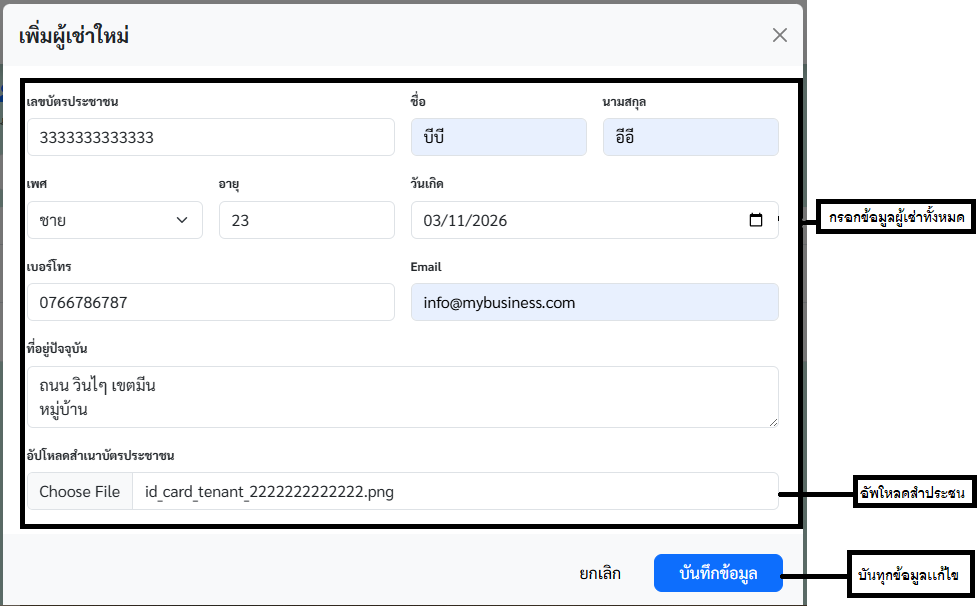 เพิ่มผู้เช่าใหม่
เลขบัตรประชาชน ชื่อ นามสกุล
3333333333333 บีบี อีอี
เพศ อายุ วันเกิด
ชาย 23 03/11/2026
กรอกข้อมูลผู้เช่าทั้งหมด
เบอร์โทร Email
0766786787 info@mybusiness.com
ที่อยู่ปัจจุบัน
ถนน วินไๆ เขตมีน
หมู่บ้าน
อัปโหลดสำเนาบัตรประชาชน
Choose File id_card_tenant_2222222222222.png
อัพโหลดสำประชน
ยกเลิก บันทึกข้อมูล
บันทุกข้อมูลแก้ไข